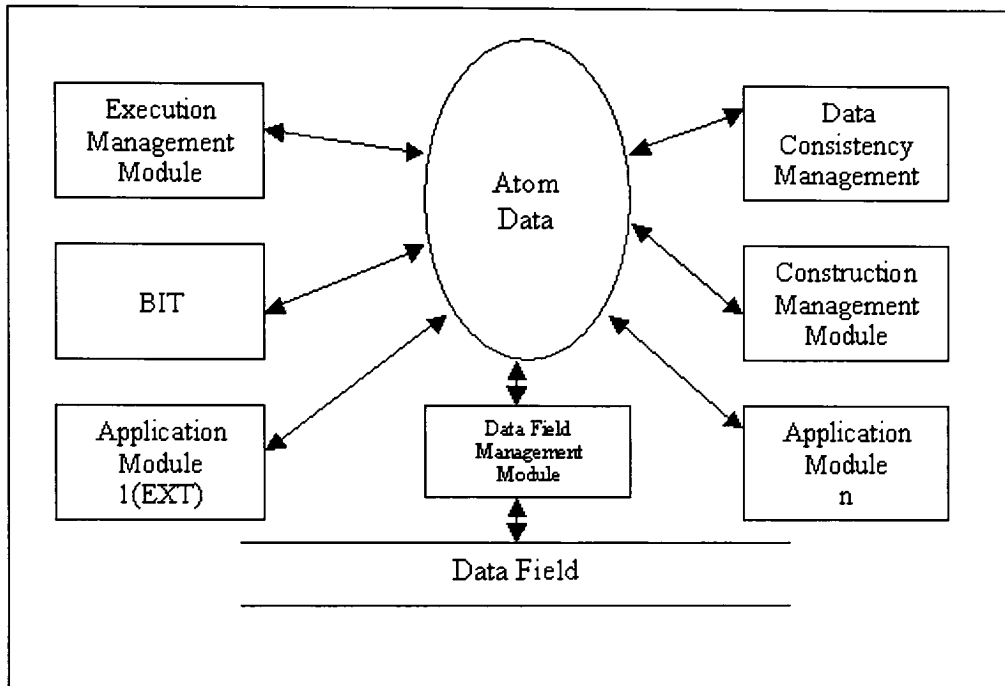 Execution
Management
Module
BIT
Application
Module
1(EXT)
Atom
Data
Data Field
Management
Module
Data
Consistency
Management
Construction
Management
Module
Application
Module
n
Data Field